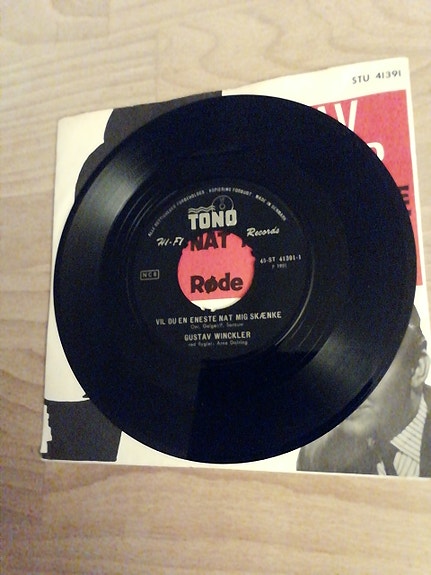 STU 41391
ALLE RETTIGHEDER FORBEHOLDES . KOPIERING FORBUDT . MADE IN DENMARK
TONO
Hi-Fi Records
NAT
Røde
NCB
45-ST 41391-1
VIL DU EN ENESTE NAT MIG SKÆNKE
GUSTAV WINCKLER